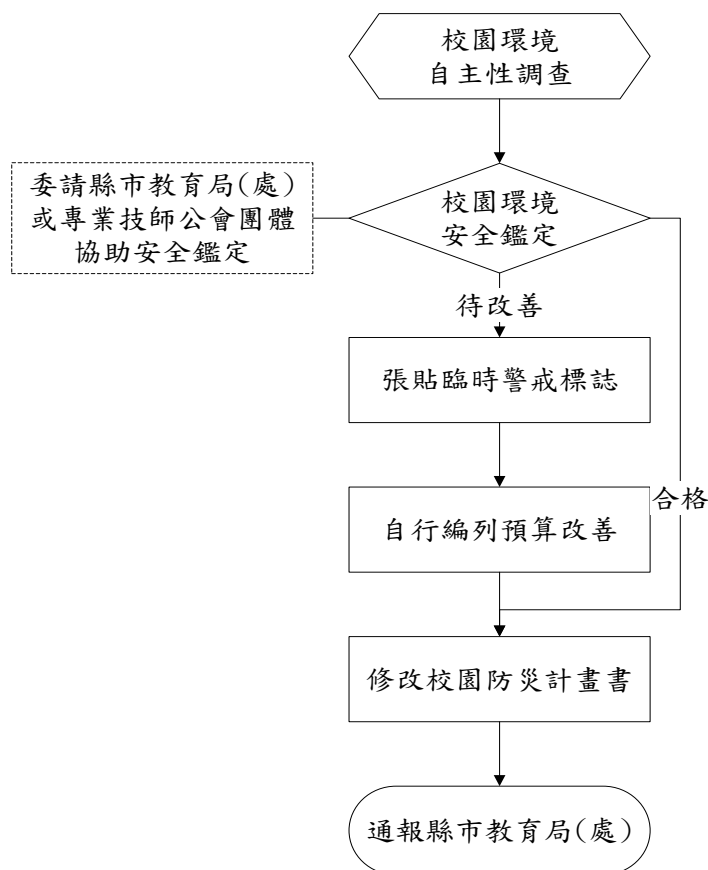 校園環境
自主性調查
委請縣市教育局(處)
或專業技師公會團體
協助安全鑑定
校園環境
安全鑑定
待改善
張貼臨時警戒標誌
合格
自行編列預算改善
修改校園防災計畫書
通報縣市教育局(處)